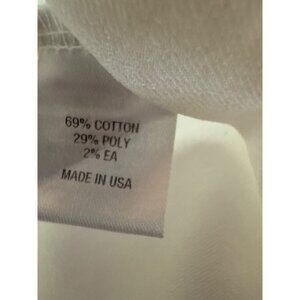 69% COTTON
29% POLY
2% EA
MADE IN USA